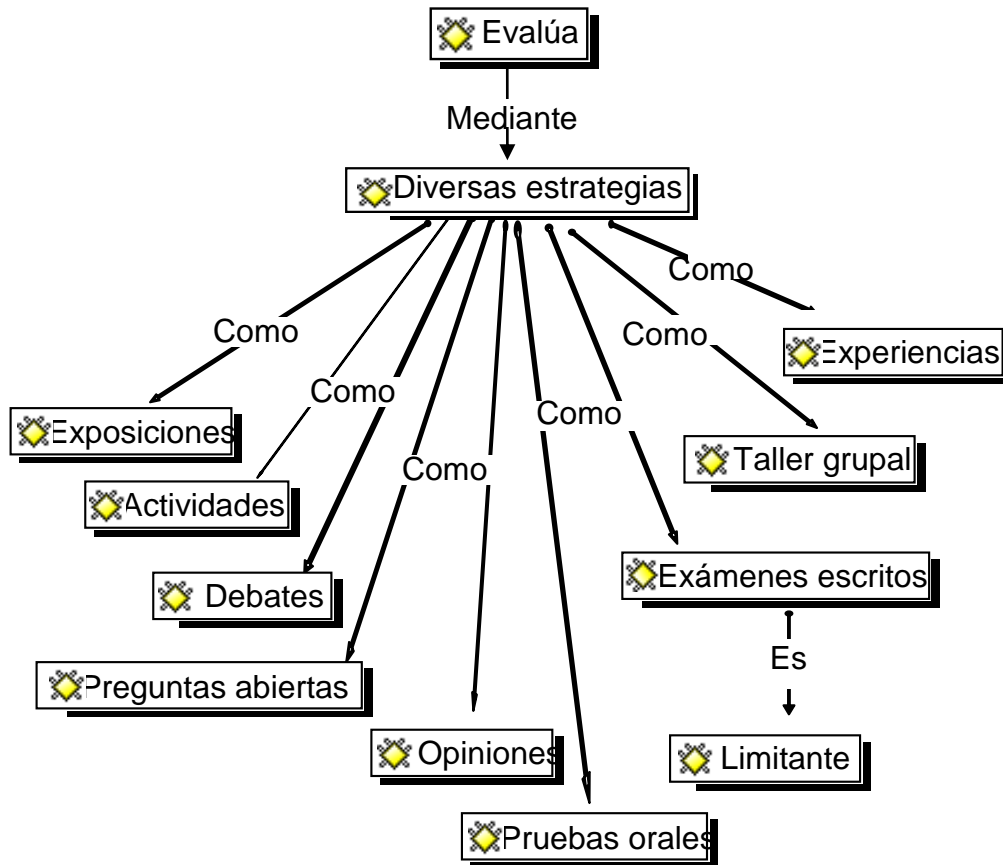 Evalúa
Mediante
Diversas estrategias
Como
Como
Como
Experiencias
Como
Como
Exposiciones
Taller grupal
Como
Actividades
Exámenes escritos
Debates
Es
Preguntas abiertas
Opiniones
Limitante
Pruebas orales